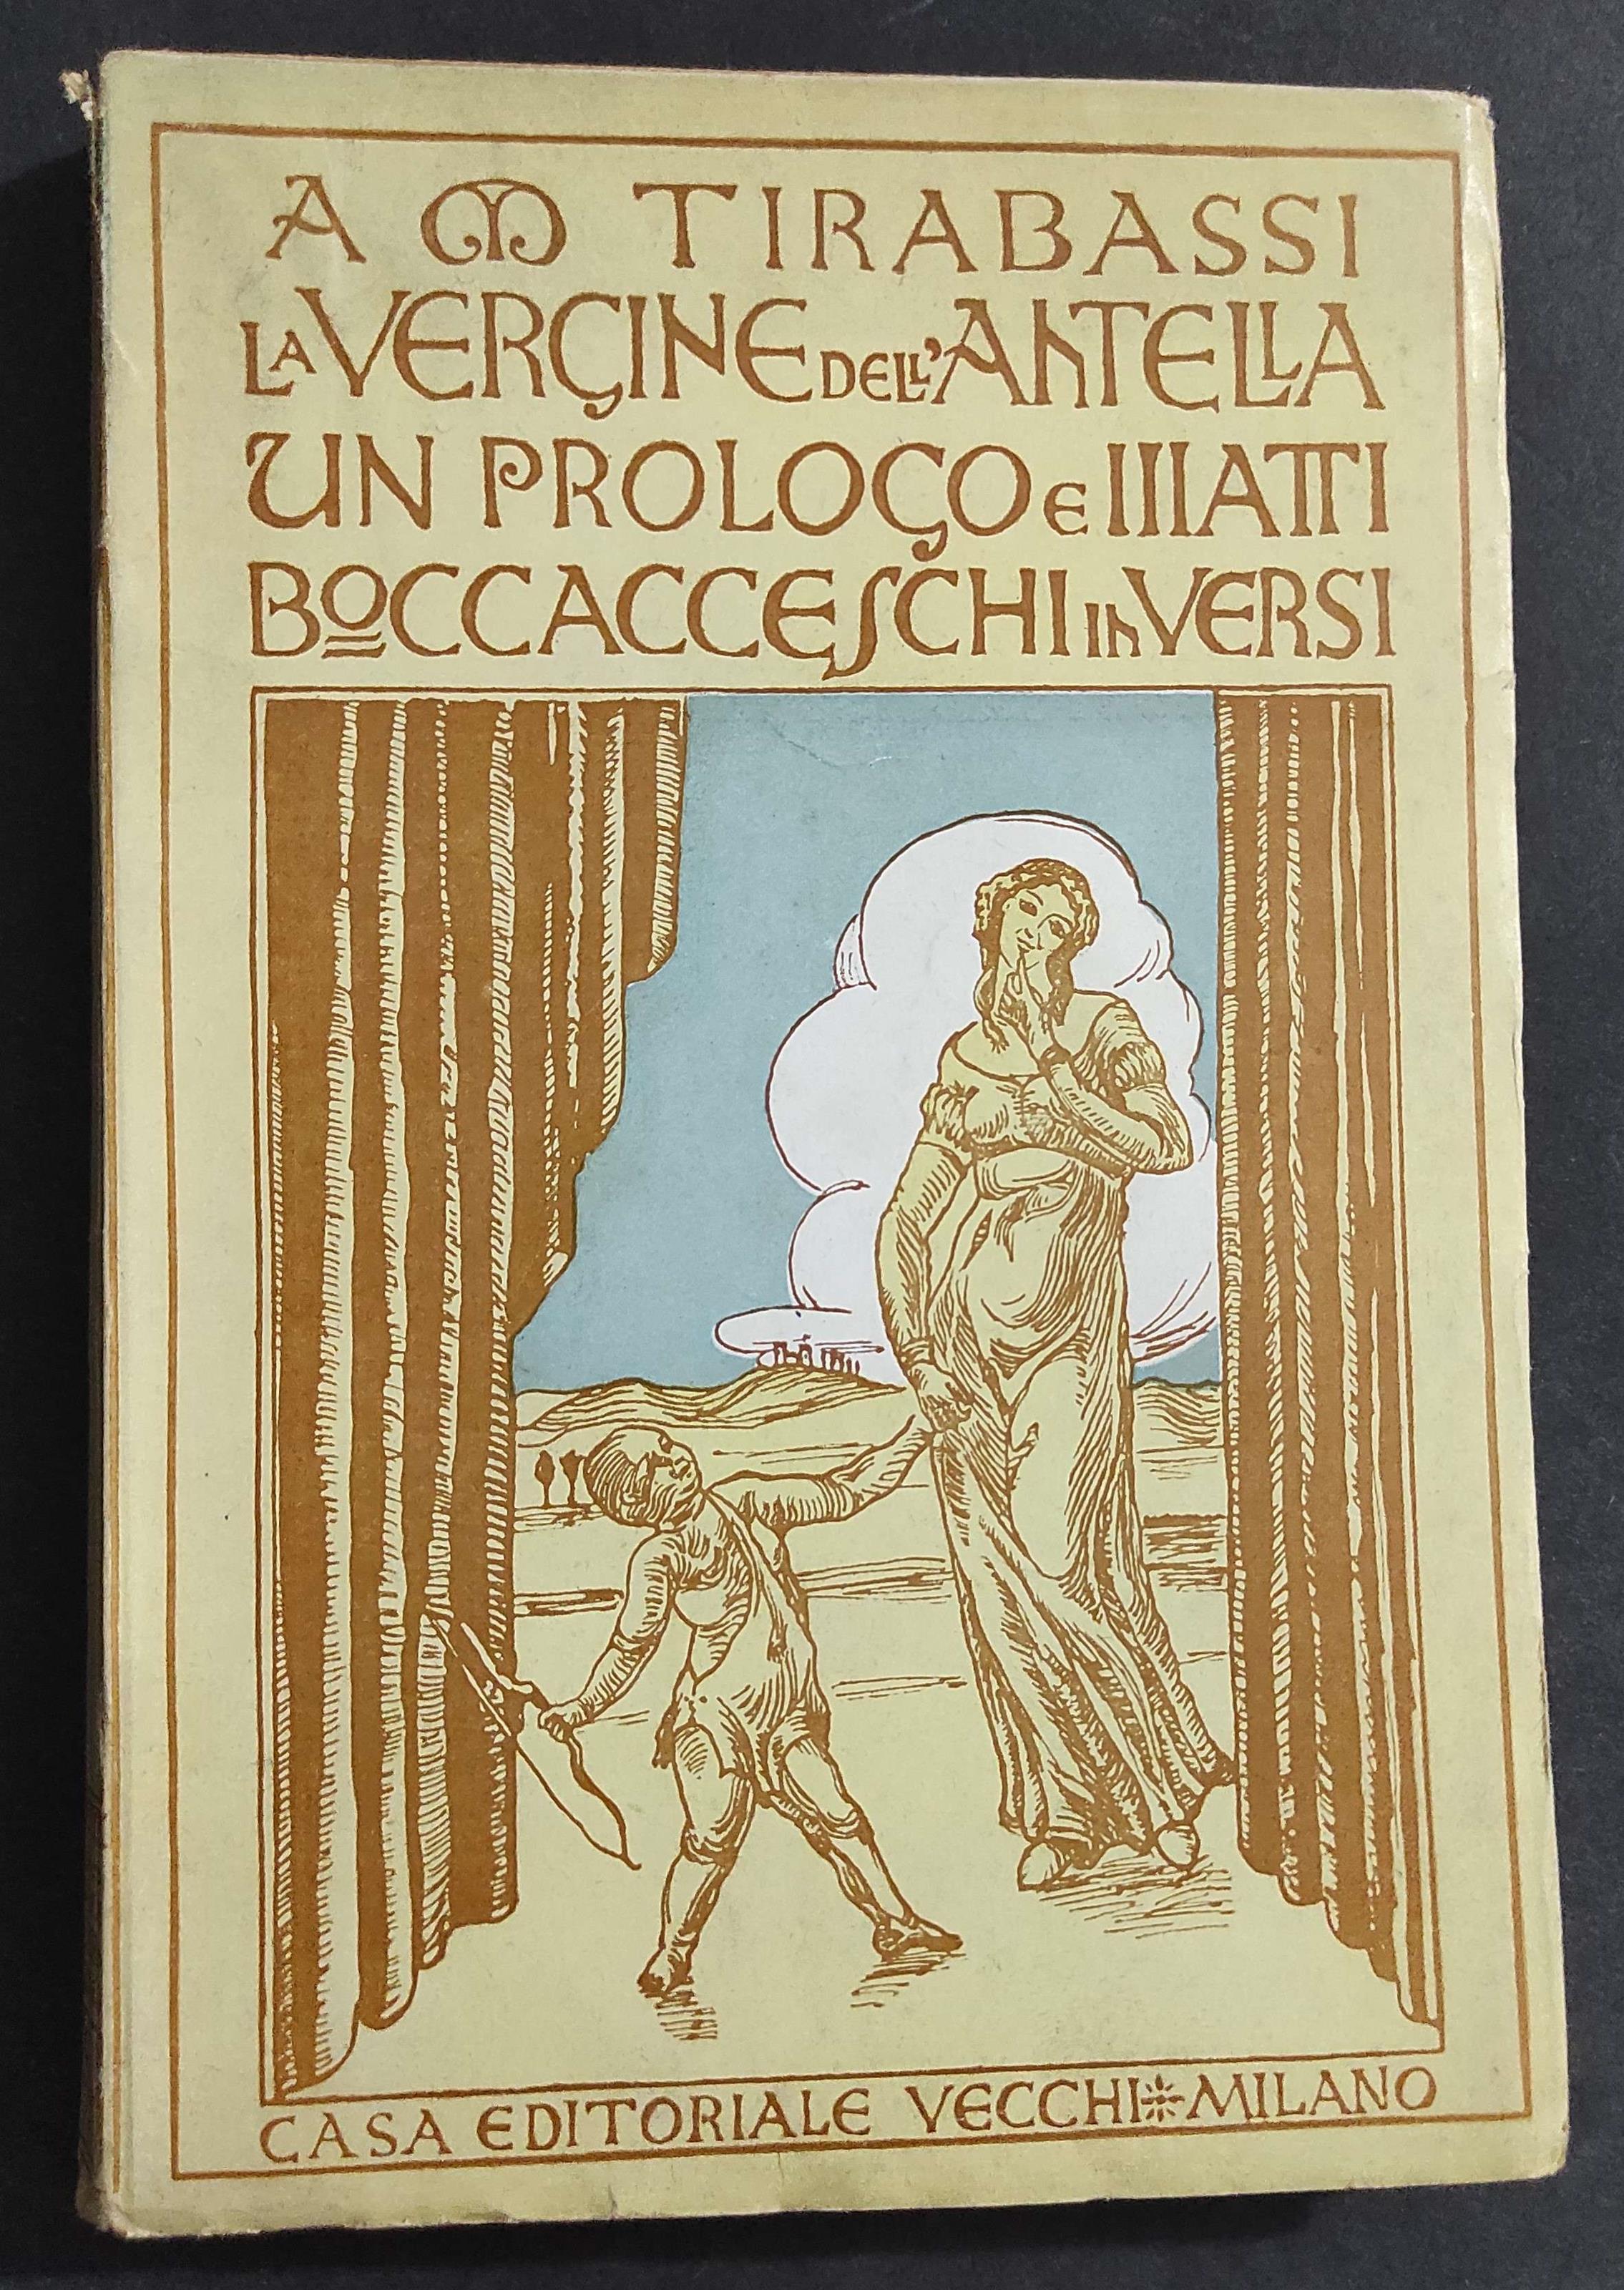 A M TIRABASSI
LA VERGINE DELL'ANTELLA
UN PROLOGO E III ATTI
BOCCACCESCHI IN VERSI
CASA EDITORIALE VECCHI * MILANO